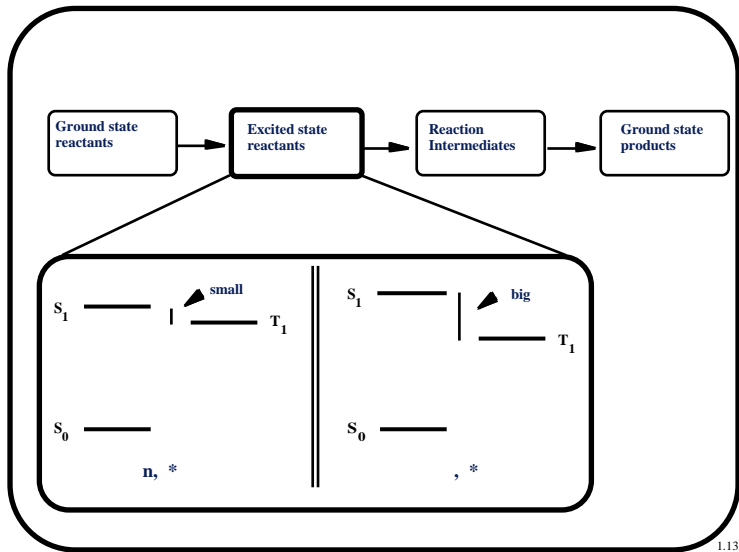 Ground state
reactants
Excited state
reactants
Reaction
Intermediates
Ground state
products
S1
small
T1
S0
n, *
S1
big
T1
S0
, *
1.13